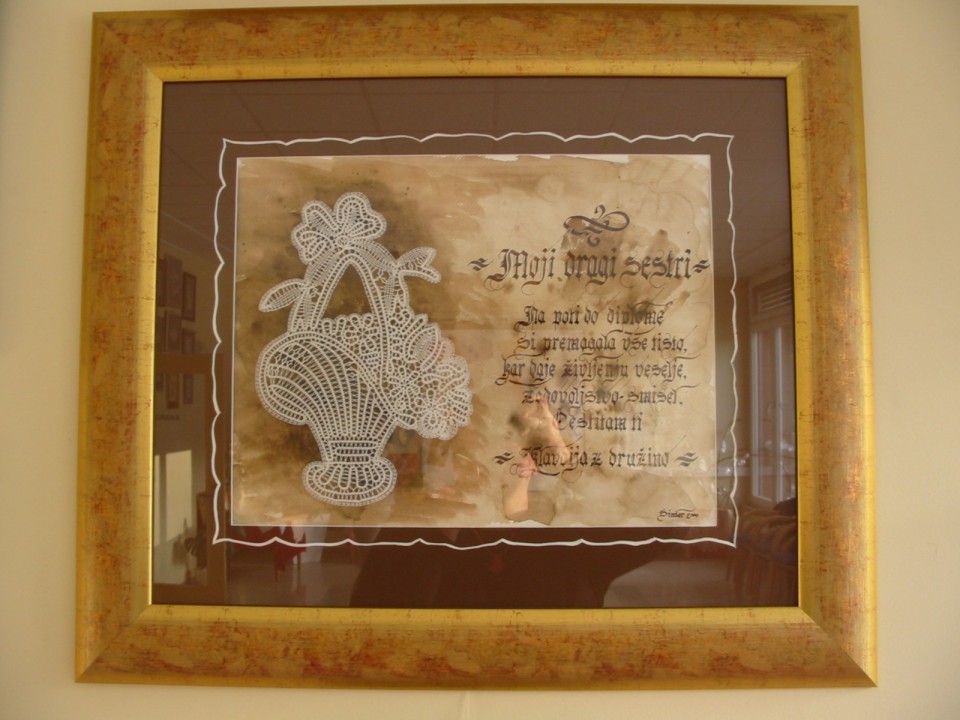 Moji dragi sestri
Na poti do diplome
si premagala vse tisto,
kar daje življenju veselje,
zadovoljstvo - smisel.
Čestitam ti
Klavdija z družino